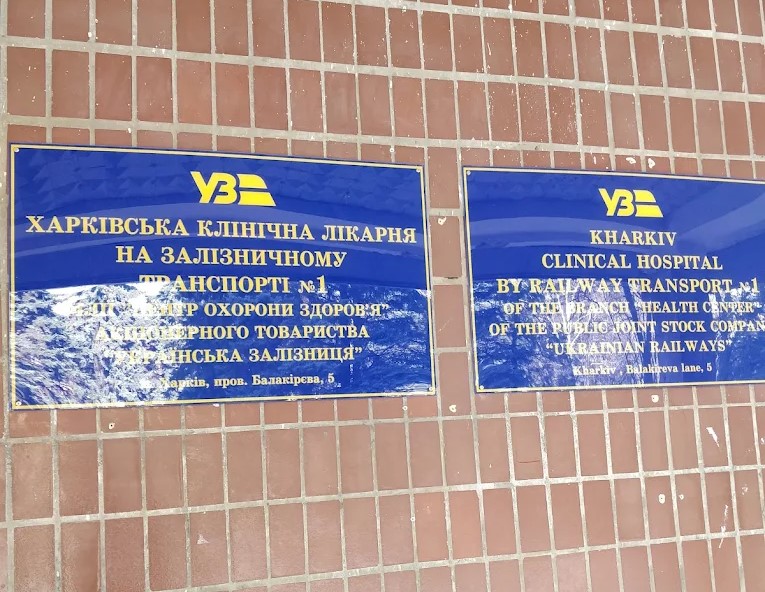 УЗ
ХАРКІВСЬКА КЛІНІЧНА ЛІКАРНЯ
НА ЗАЛІЗНИЧНОМУ
ТРАНСПОРТІ №1
ЦЕНТР ОХОРОНИ ЗДОРОВ'Я"
АКЦІОНЕРНОГО ТОВАРИСТВА
"УКРАЇНСЬКА ЗАЛІЗНИЦЯ"
м. Харків, пров. Балакірєва, 5
УЗ
KHARKIV
CLINICAL HOSPITAL
BY RAILWAY TRANSPORT №1
OF THE BRANCH "HEALTH CENTER"
OF THE PUBLIC JOINT STOCK COMPAN
"UKRAINIAN RAILWAYS"
Kharkiv, Balakireva lane, 5